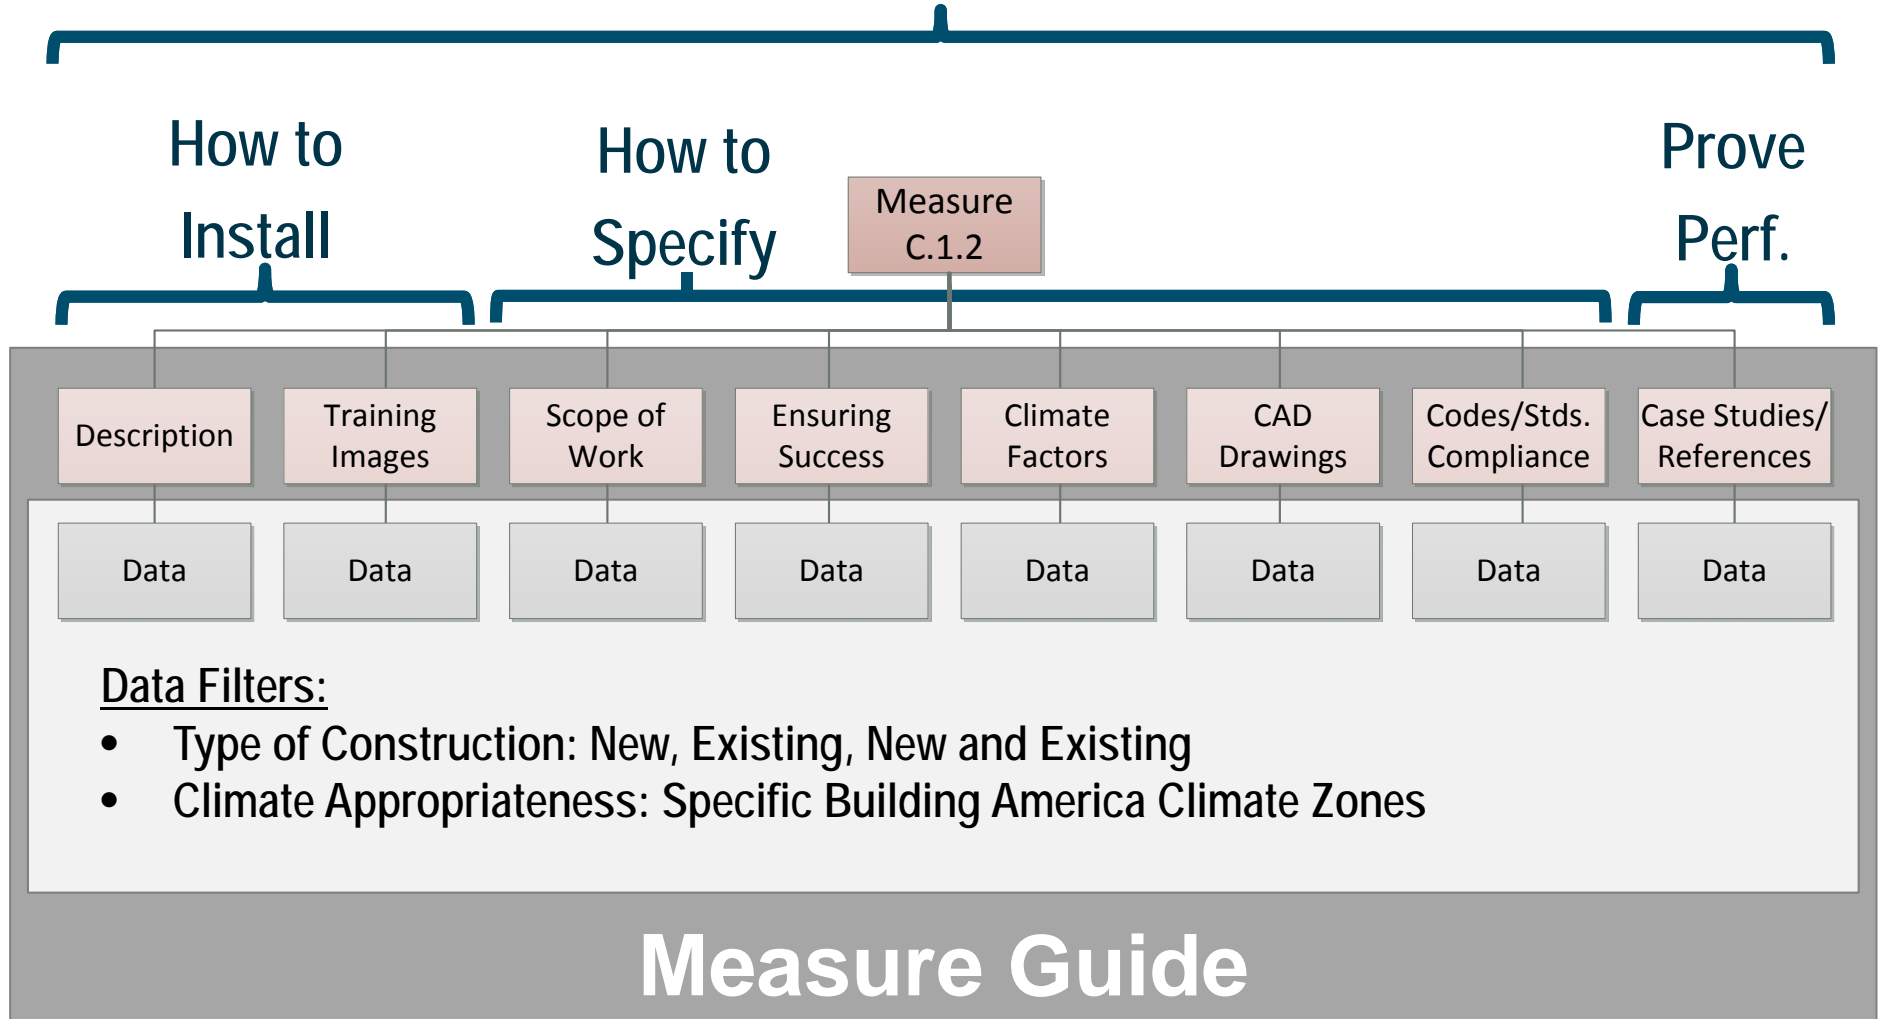 How to
Install
How to
Specify
Prove
Perf.
Measure
C.1.2
Description
Training
Images
Scope of
Work
Ensuring
Success
Climate
Factors
CAD
Drawings
Codes/Stds.
Compliance
Case Studies/
References
Data
Data
Data
Data
Data
Data
Data
Data
Data Filters:
• Type of Construction: New, Existing, New and Existing
• Climate Appropriateness: Specific Building America Climate Zones
Measure Guide